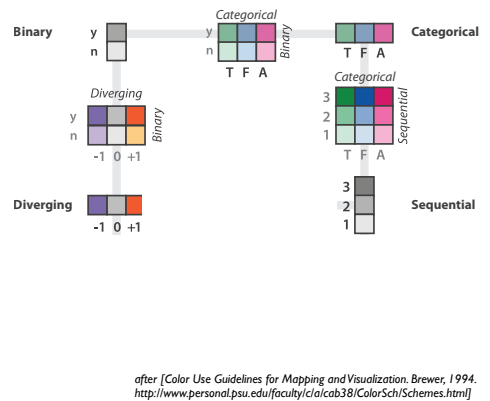 Categorical
Binary
y
n
y
n
Binary
T F A
T F A
Categorical
Diverging
y
n
Binary
-1 0 +1
Categorical
3
2
1
Sequential
T F A
Diverging
-1 0 +1
3
2
1
Sequential
after [Color Use Guidelines for Mapping and Visualization. Brewer, 1994.
http://www.personal.psu.edu/faculty/c/a/cab38/ColorSch/Schemes.html]